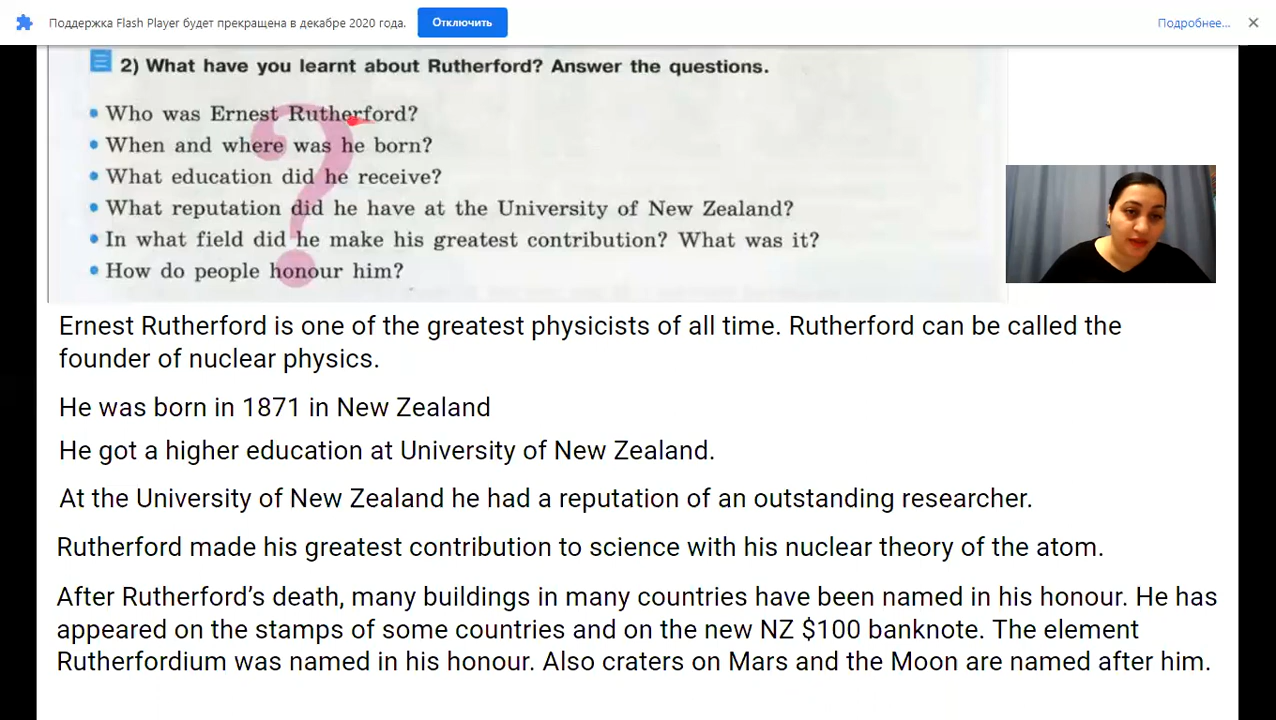 Поддержка Flash Player будет прекращена в декабре 2020 года. Отключить Подробнее...
2) What have you learnt about Rutherford? Answer the questions.
• Who was Ernest Rutherford?
• When and where was he born?
• What education did he receive?
• What reputation did he have at the University of New Zealand?
• In what field did he make his greatest contribution? What was it?
• How do people honour him?
Ernest Rutherford is one of the greatest physicists of all time. Rutherford can be called the
founder of nuclear physics.
He was born in 1871 in New Zealand
He got a higher education at University of New Zealand.
At the University of New Zealand he had a reputation of an outstanding researcher.
Rutherford made his greatest contribution to science with his nuclear theory of the atom.
After Rutherford’s death, many buildings in many countries have been named in his honour. He has
appeared on the stamps of some countries and on the new NZ $100 banknote. The element
Rutherfordium was named in his honour. Also craters on Mars and the Moon are named after him.